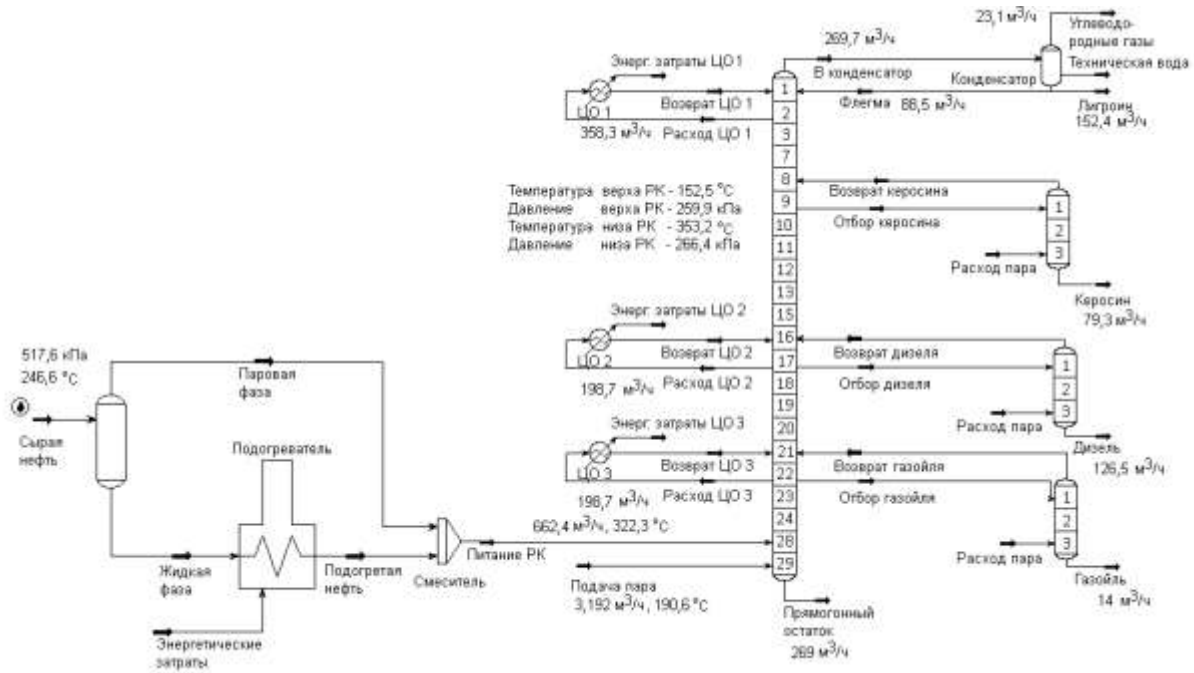 23,1 м³/ч
Углеводо-
родные газы
269,7 м³/ч
Техническая вода
В конденсатор
Конденсатор
Энерг. затраты ЦО1
Возврат ЦО 1
1
Флегма
88,5 м³/ч
Лигроин
152,4 м³/ч
ЦО 1
2
358,3 м³/ч
Расход ЦО 1
3
7
8
Возврат керосина
Температура верха РК - 152,5 °C
Давление верха РК - 259,9 кПа
Температура низа РК - 353,2 °C
Давление низа РК - 266,4 кПа
9
Отбор керосина
1
2
3
10
11
12
13
15
Расход пара
Керосин
79,3 м³/ч
Энерг. затраты ЦО 2
16
Возврат ЦО 2
Возврат дизеля
ЦО 2
17
198,7 м³/ч
Расход ЦО 2
Отбор дизеля
1
2
3
18
19
20
Расход пара
Дизель
126,5 м³/ч
517,6 кПа
246,6 °C
Паровая
фаза
Сырая
нефть
Подогреватель
Энерг. затраты ЦО 3
21
Возврат ЦО 3
Возврат газойля
ЦО 3
22
198,7 м³/ч
Расход ЦО 3
Отбор газойля
1
2
3
23
24
28
29
662,4 м³/ч, 322,3 °C
Питание РК
Расход пара
Газойль
14 м³/ч
Жидкая
фаза
Подогретая
нефть
Смеситель
Подача пара
3,192 м³/ч, 190,6 °C
Прямогонный
остаток
269 м³/ч
Энергетические
затраты